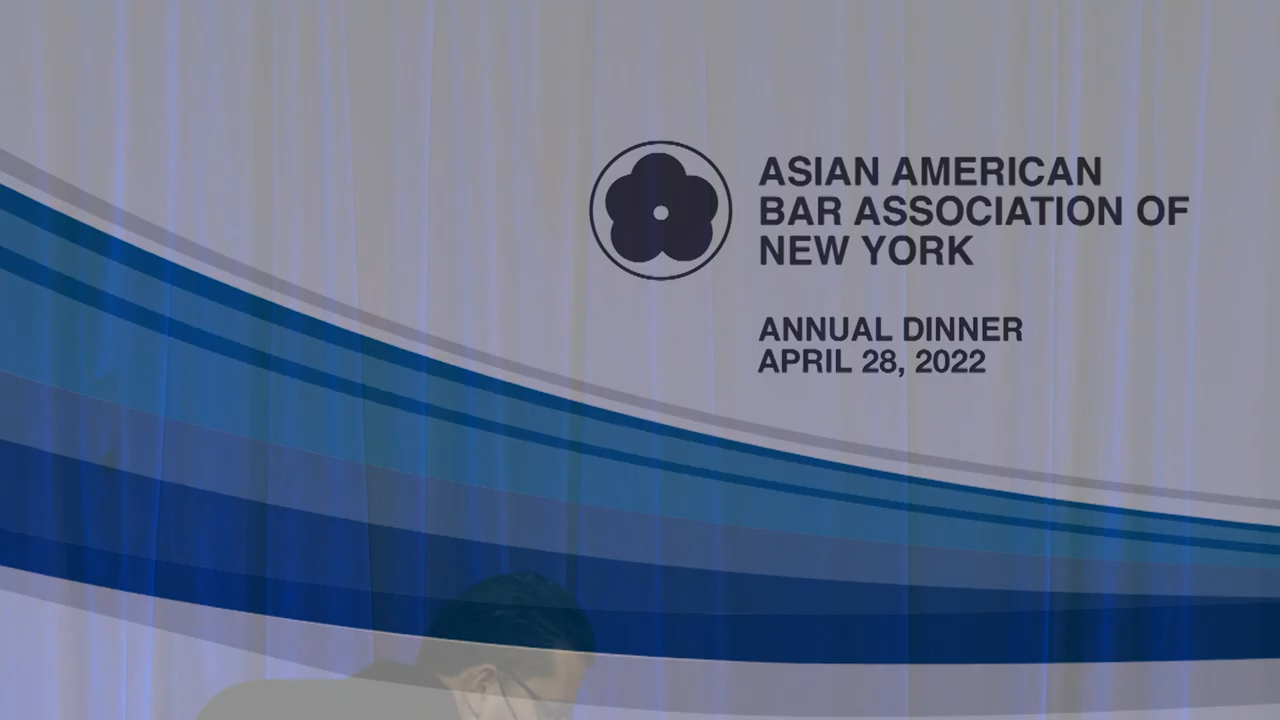 ASIAN AMERICAN
BAR ASSOCIATION OF
NEW YORK
ANNUAL DINNER
APRIL 28, 2022